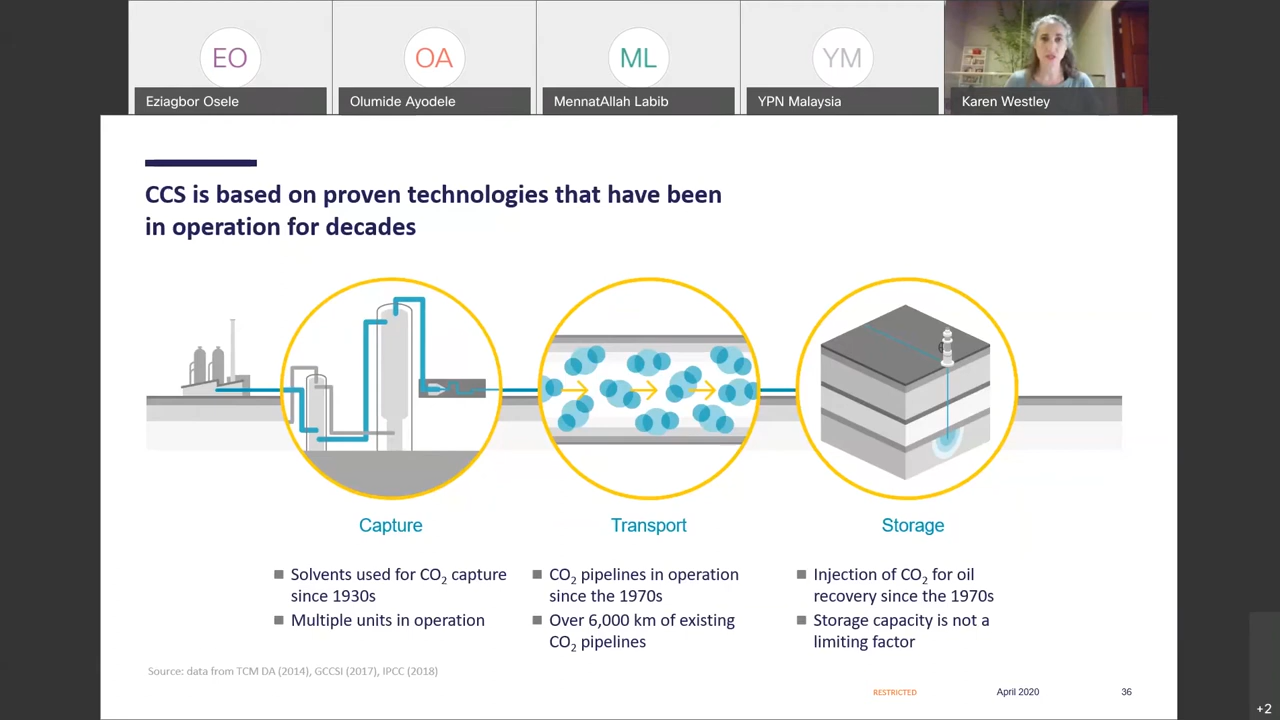 EO
OA
ML
YM
Eziagbor Osele
Olumide Ayodele
MennatAllah Labib
YPN Malaysia
Karen Westley
CCS is based on proven technologies that have been
in operation for decades
Capture
Transport
Storage
■ Solvents used for CO₂ capture
since 1930s
■ Multiple units in operation
■ CO₂ pipelines in operation
since the 1970s
■ Over 6,000 km of existing
CO₂ pipelines
■ Injection of CO₂ for oil
recovery since the 1970s
■ Storage capacity is not a
limiting factor
Source: data from TCM DA (2014), GCCSI (2017), IPCC (2018)
RESTRICTED
April 2020
36
+2